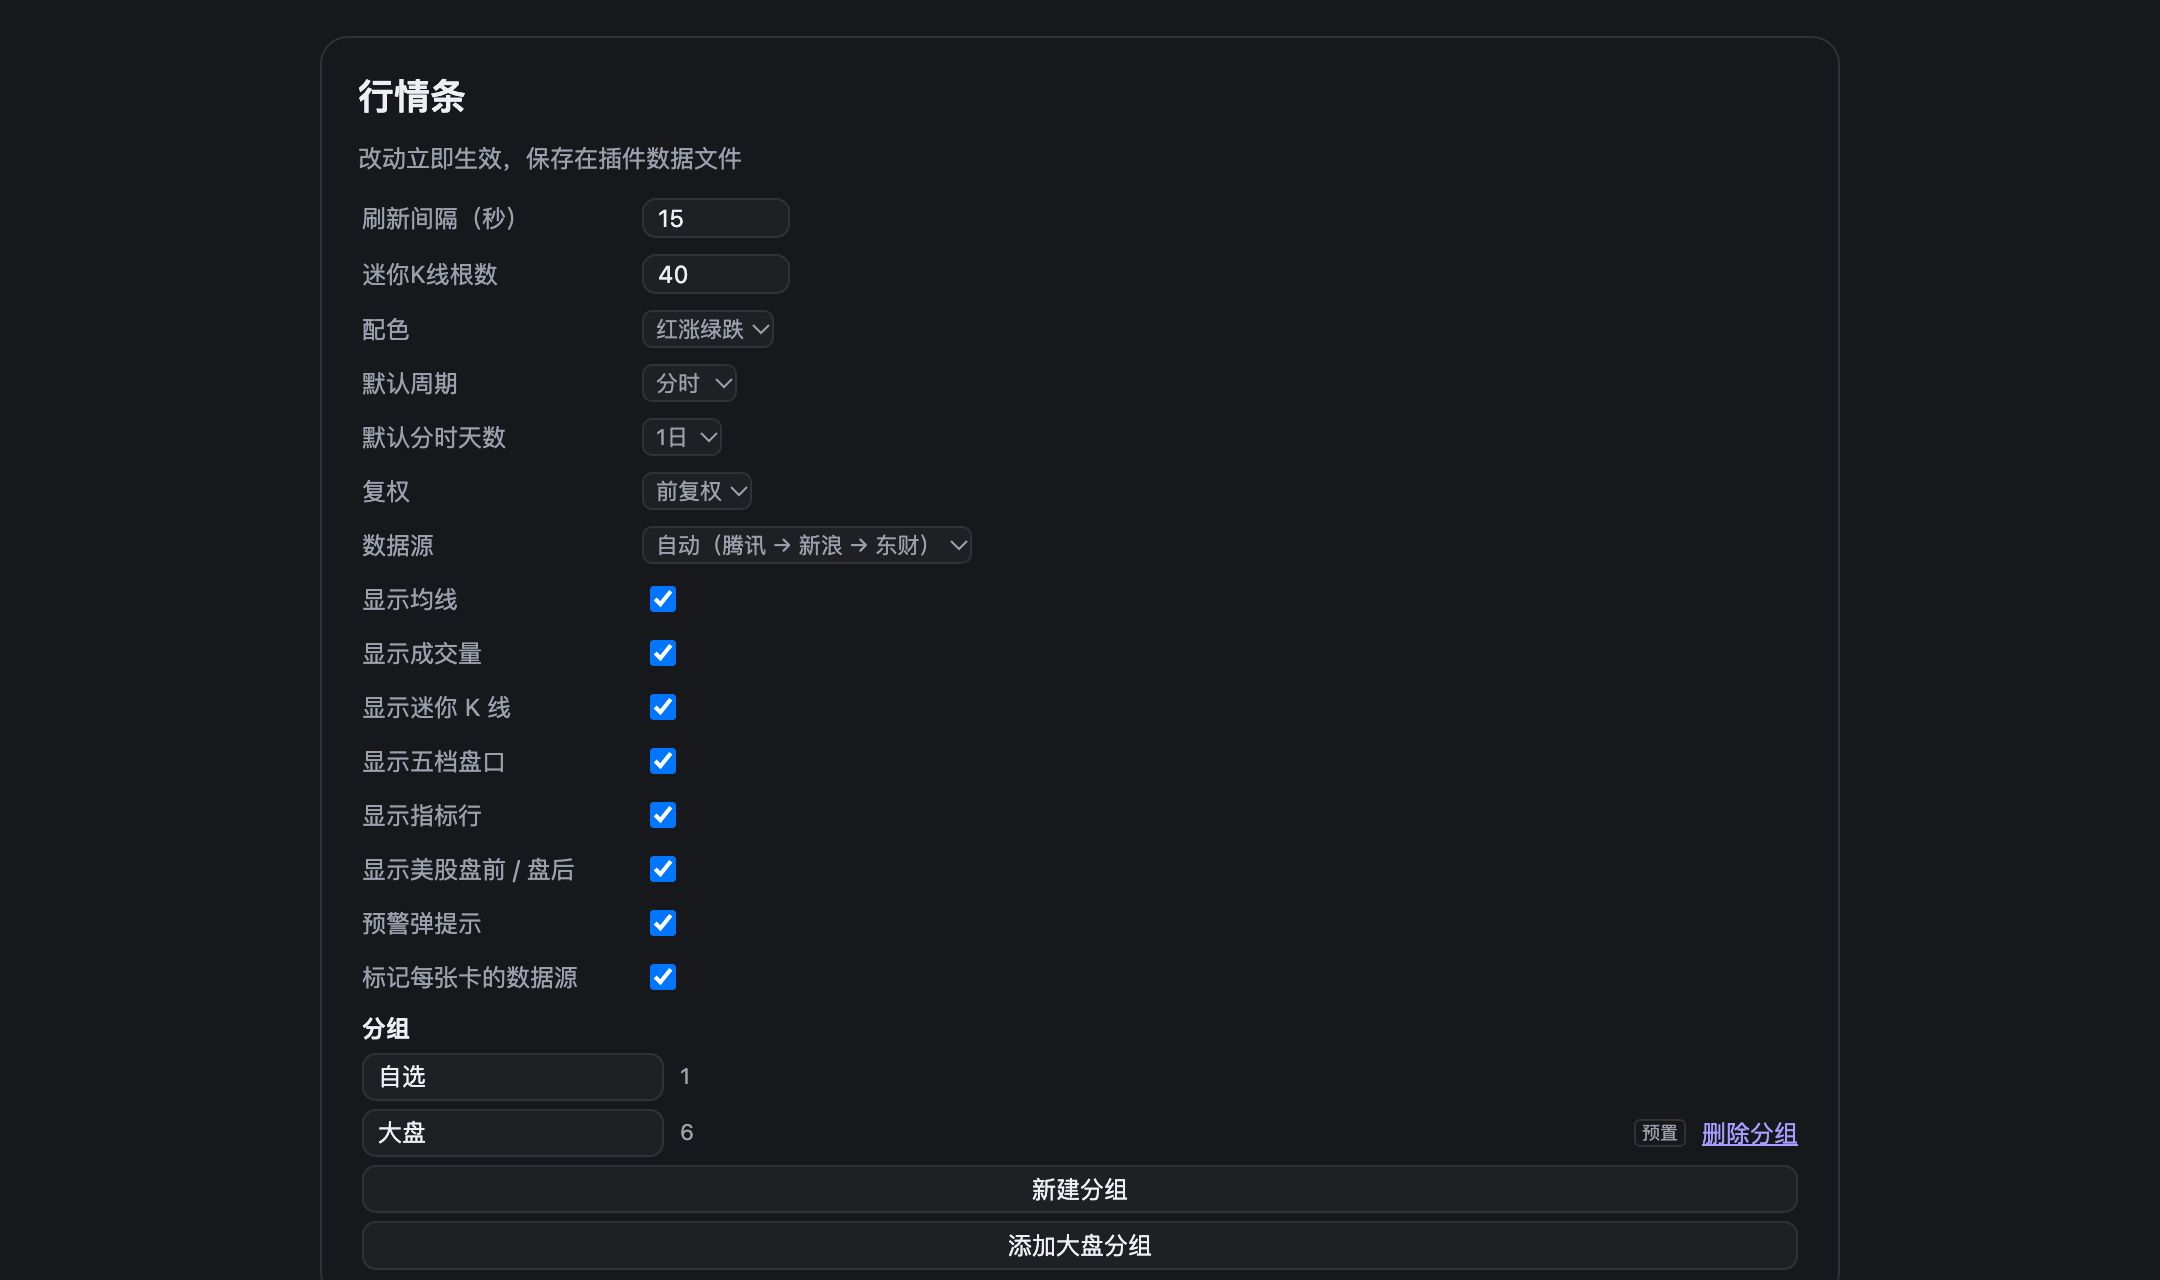 行情条
改动立即生效，保存在插件数据文件
刷新间隔（秒） 15
迷你K线根数 40
配色 红涨绿跌
默认周期 分时
默认分时天数 1日
复权 前复权
数据源 自动（腾讯 → 新浪 → 东财）
显示均线
显示成交量
显示迷你 K 线
显示五档盘口
显示指标行
显示美股盘前 / 盘后
预警弹提示
标记每张卡的数据源
分组
自选 1
大盘 6 预置 删除分组
新建分组
添加大盘分组